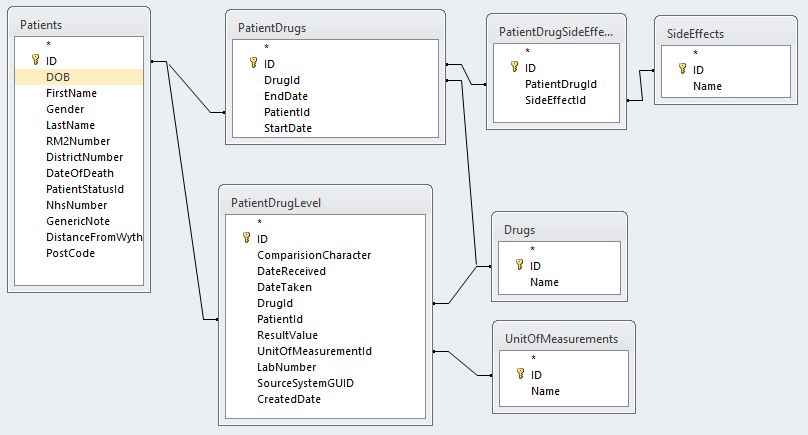 Patients
*
ID
DOB
FirstName
Gender
LastName
RM2Number
DistrictNumber
DateOfDeath
PatientStatusId
NhsNumber
GenericNote
DistanceFromWyth
PostCode
PatientDrugs
*
ID
DrugId
EndDate
PatientId
StartDate
PatientDrugSideEffe...
*
ID
PatientDrugId
SideEffectId
SideEffects
*
ID
Name
PatientDrugLevel
*
ID
ComparisionCharacter
DateReceived
DateTaken
DrugId
PatientId
ResultValue
UnitOfMeasurementId
LabNumber
SourceSystemGUID
CreatedDate
Drugs
*
ID
Name
UnitOfMeasurements
*
ID
Name